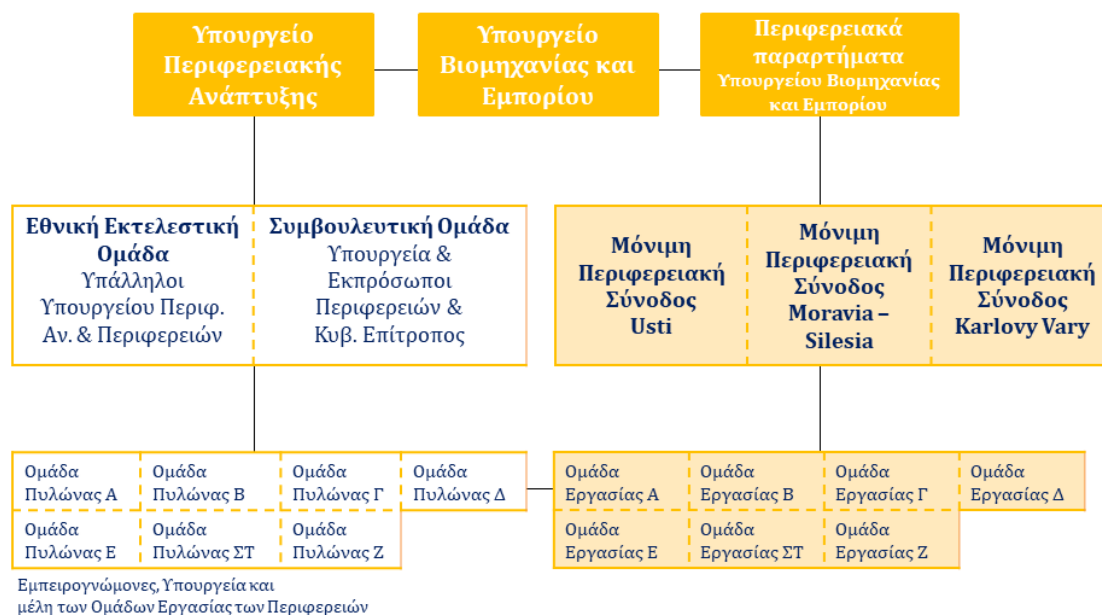 Υπουργείο
Περιφερειακής
Ανάπτυξης
Υπουργείο
Βιομηχανίας και
Εμπορίου
Περιφερειακά
παραρτήματα
Υπουργείου Βιομηχανίας
και Εμπορίου
Εθνική Εκτελεστική
Ομάδα
Υπάλληλοι
Υπουργείου Περιφ.
Αν. & Περιφερειών
Συμβουλευτική Ομάδα
Υπουργεία &
Εκπρόσωποι
Περιφερειών &
Κυβ. Επίτροπος
Μόνιμη
Περιφερειακή
Σύνοδος
Usti
Μόνιμη
Περιφερειακή
Σύνοδος
Moravia –
Silesia
Μόνιμη
Περιφερειακή
Σύνοδος
Karlovy Vary
Ομάδα
Πυλώνας Α
Ομάδα
Πυλώνας Β
Ομάδα
Πυλώνας Γ
Ομάδα
Πυλώνας Δ
Ομάδα
Πυλώνας Ε
Ομάδα
Πυλώνας ΣΤ
Ομάδα
Πυλώνας Ζ
Ομάδα
Εργασίας Α
Ομάδα
Εργασίας Β
Ομάδα
Εργασίας Γ
Ομάδα
Εργασίας Δ
Ομάδα
Εργασίας Ε
Ομάδα
Εργασίας ΣΤ
Ομάδα
Εργασίας Ζ
Εμπειρογνώμονες, Υπουργεία και
μέλη των Ομάδων Εργασίας των Περιφερειών